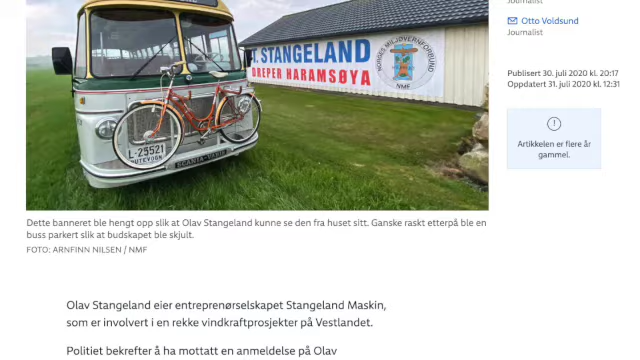 T. STANGELAND
DREPER HARAMSØYA
NORGES MILJØVERNFORBUND
NMF
L-23521
UTEVOGN
SCANIA-VABIS
Dette banneret ble hengt opp slik at Olav Stangeland kunne se den fra huset sitt. Ganske raskt etterpå ble en
buss parkert slik at budskapet ble skjult.
FOTO: ARNFINN NILSEN / NMF
Olav Stangeland eier entreprenørselskapet Stangeland Maskin,
som er involvert i en rekke vindkraftprosjekter på Vestlandet.
Politiet bekrefter å ha mottatt en anmeldelse på Olav
Journalist
Otto Voldsund
Journalist
Publisert 30. juli 2020 kl. 20:17
Oppdatert 31. juli 2020 kl. 12:31
Artikkelen er flere år
gammel.